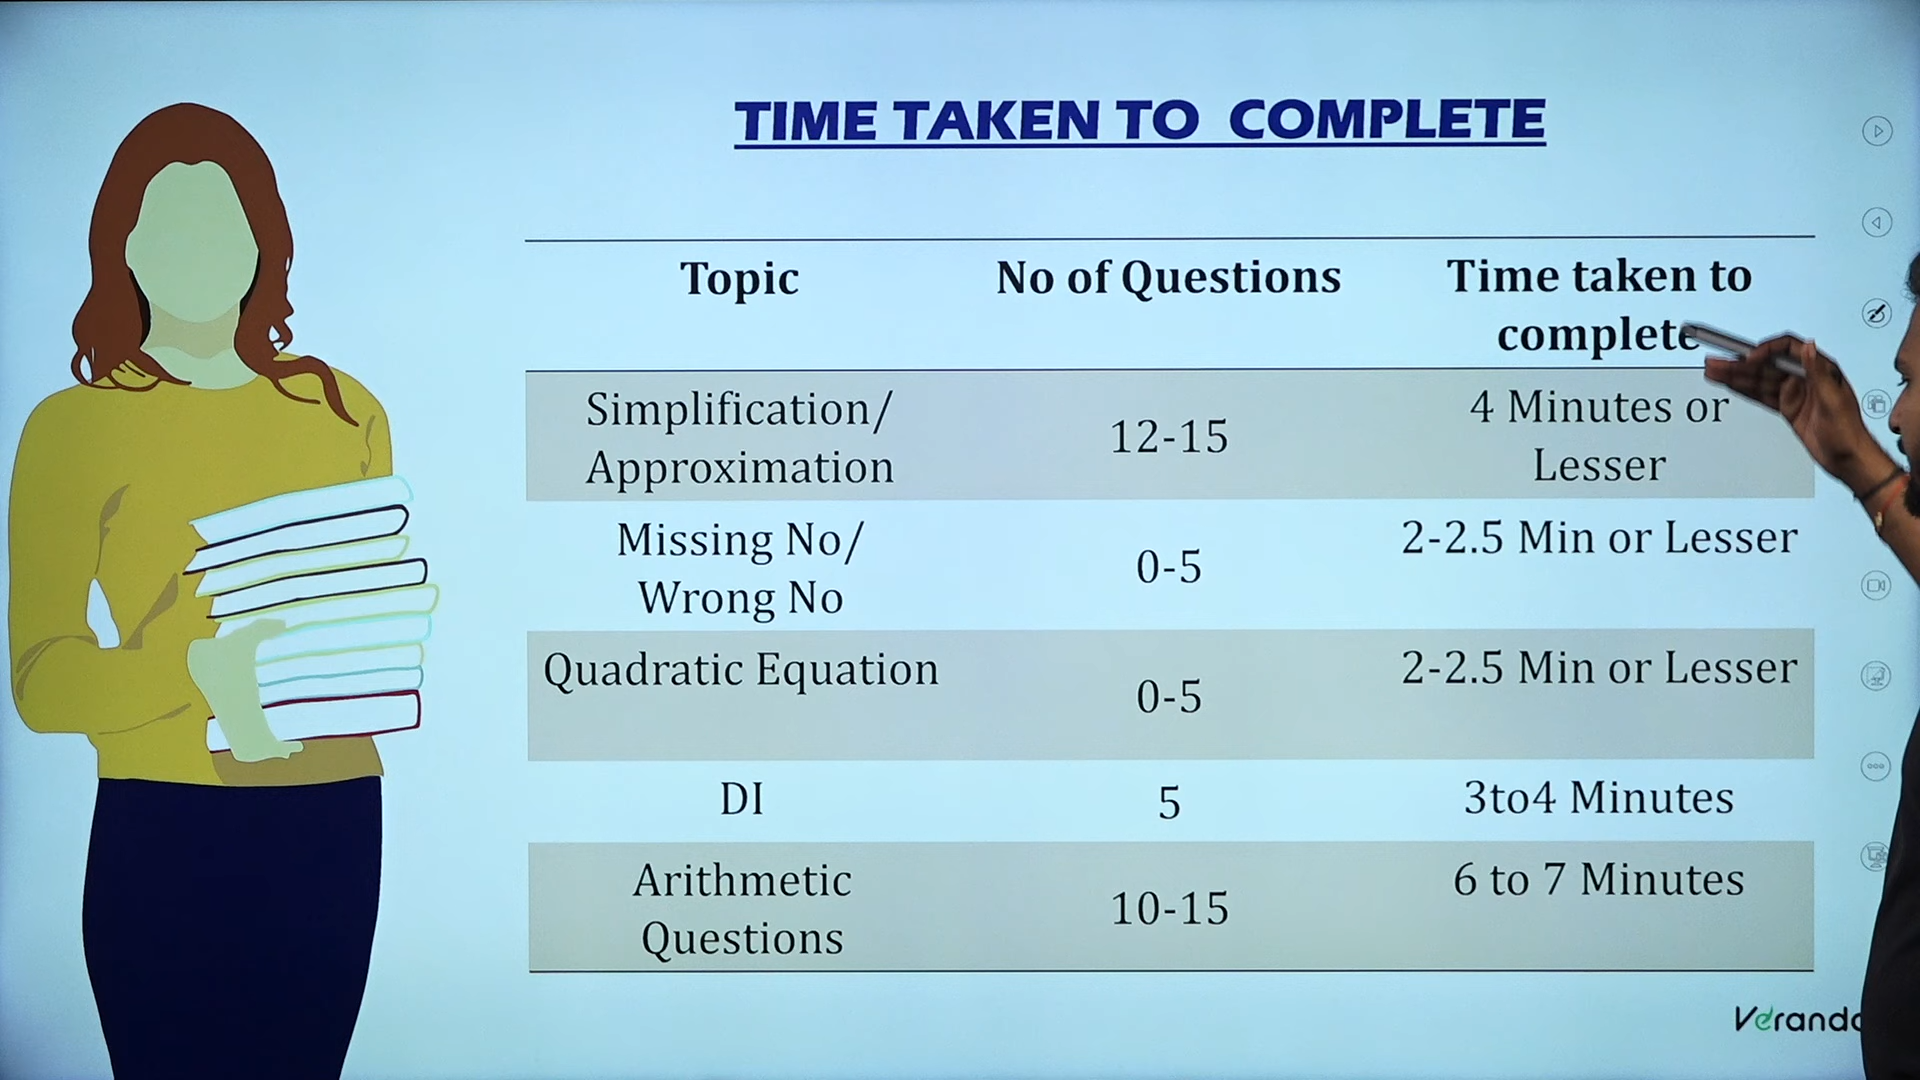 TIME TAKEN TO COMPLETE
Topic No of Questions Time taken to
complete
Simplification/
Approximation
12-15
4 Minutes or
Lesser
Missing No/
Wrong No
0-5
2-2.5 Min or Lesser
Quadratic Equation
0-5
2-2.5 Min or Lesser
DI
5
3to4 Minutes
Arithmetic
Questions
10-15
6 to 7 Minutes